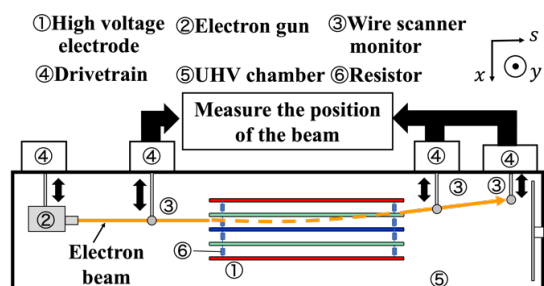 ①High voltage electrode ②Electron gun ③Wire scanner monitor
④Drivetrain ⑤UHV chamber ⑥Resistor
s
x
y
Measure the position
of the beam
④ ④ ④ ④
② ③ ③ ③
Electron
beam
⑥
①
⑤